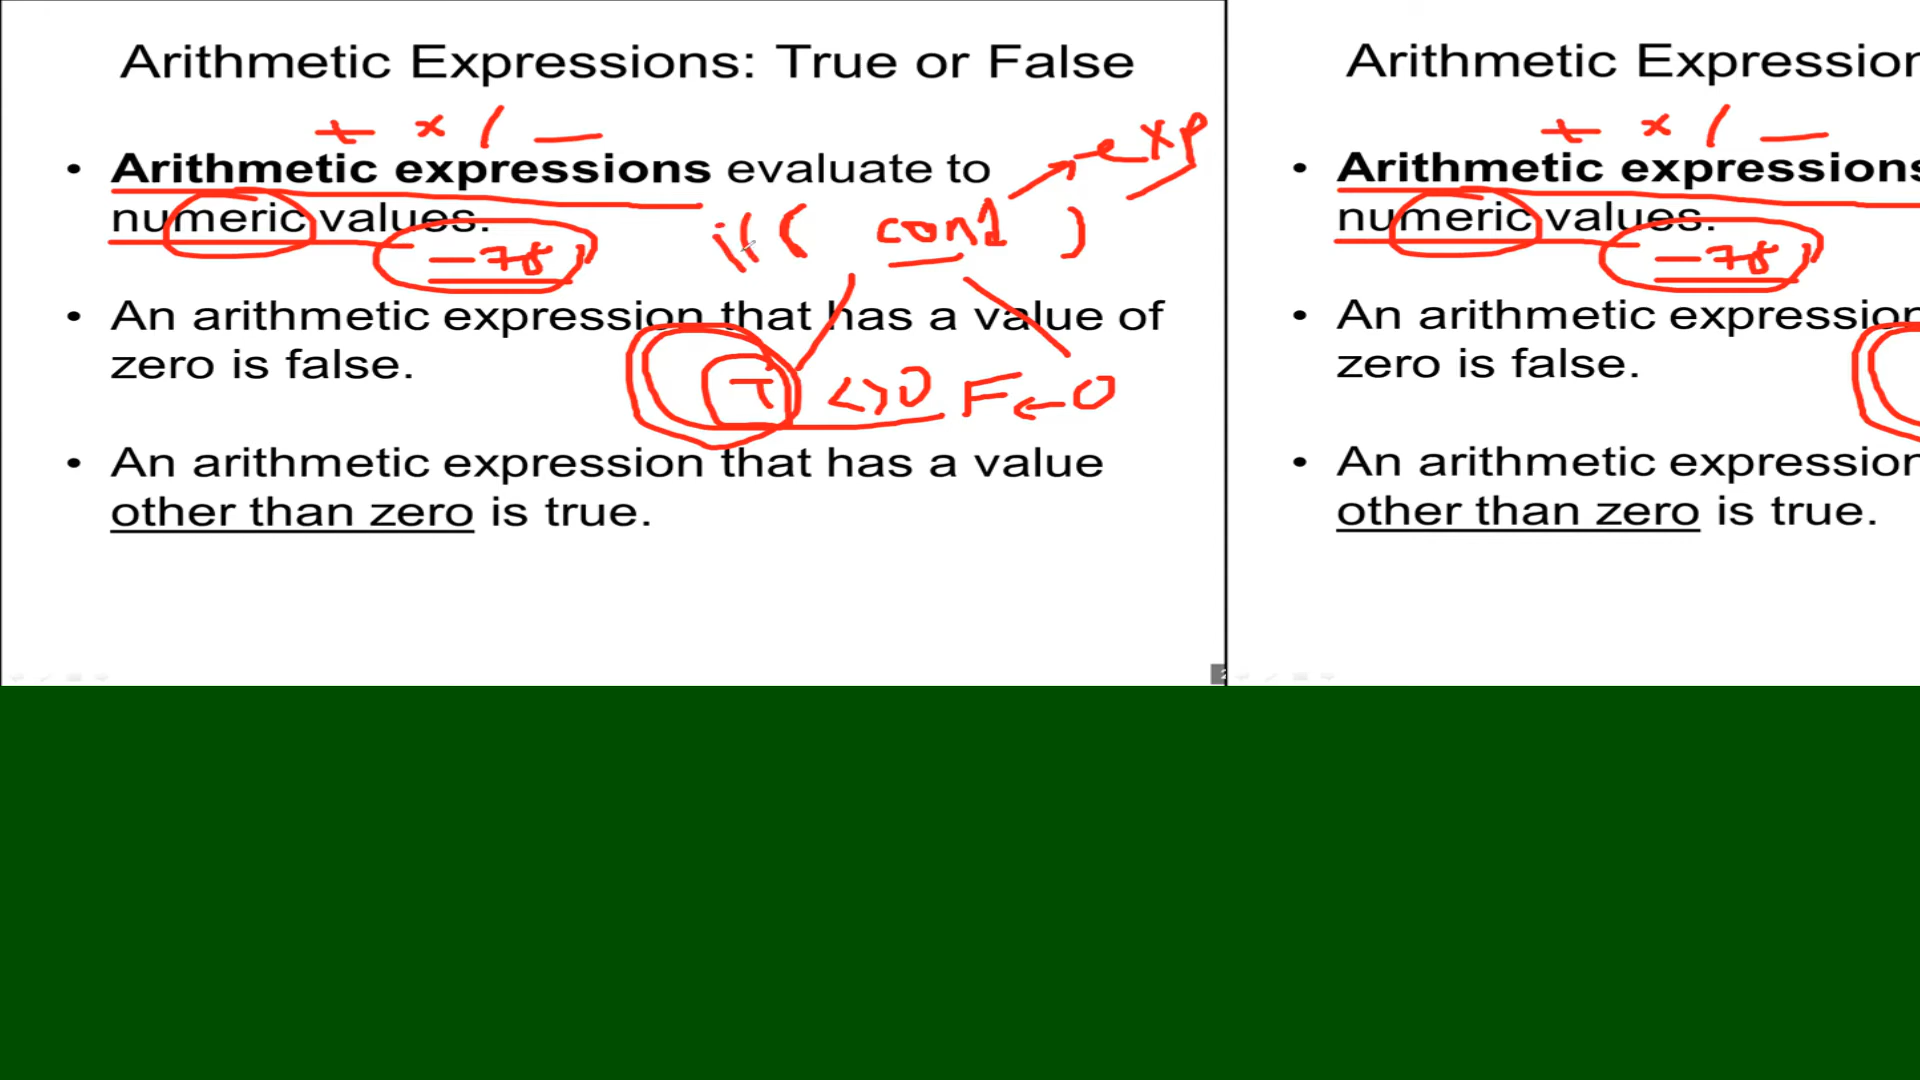 Arithmetic Expressions: True or False
+ × / —
exp
• Arithmetic expressions evaluate to
numeric values.
if ( cond )
— 78
• An arithmetic expression that has a value of
zero is false.
T <>0 F ← 0
• An arithmetic expression that has a value
other than zero is true.
Arithmetic Expression
+ × / —
• Arithmetic expressions
numeric values.
— 78
• An arithmetic expression
zero is false.
• An arithmetic expression
other than zero is true.